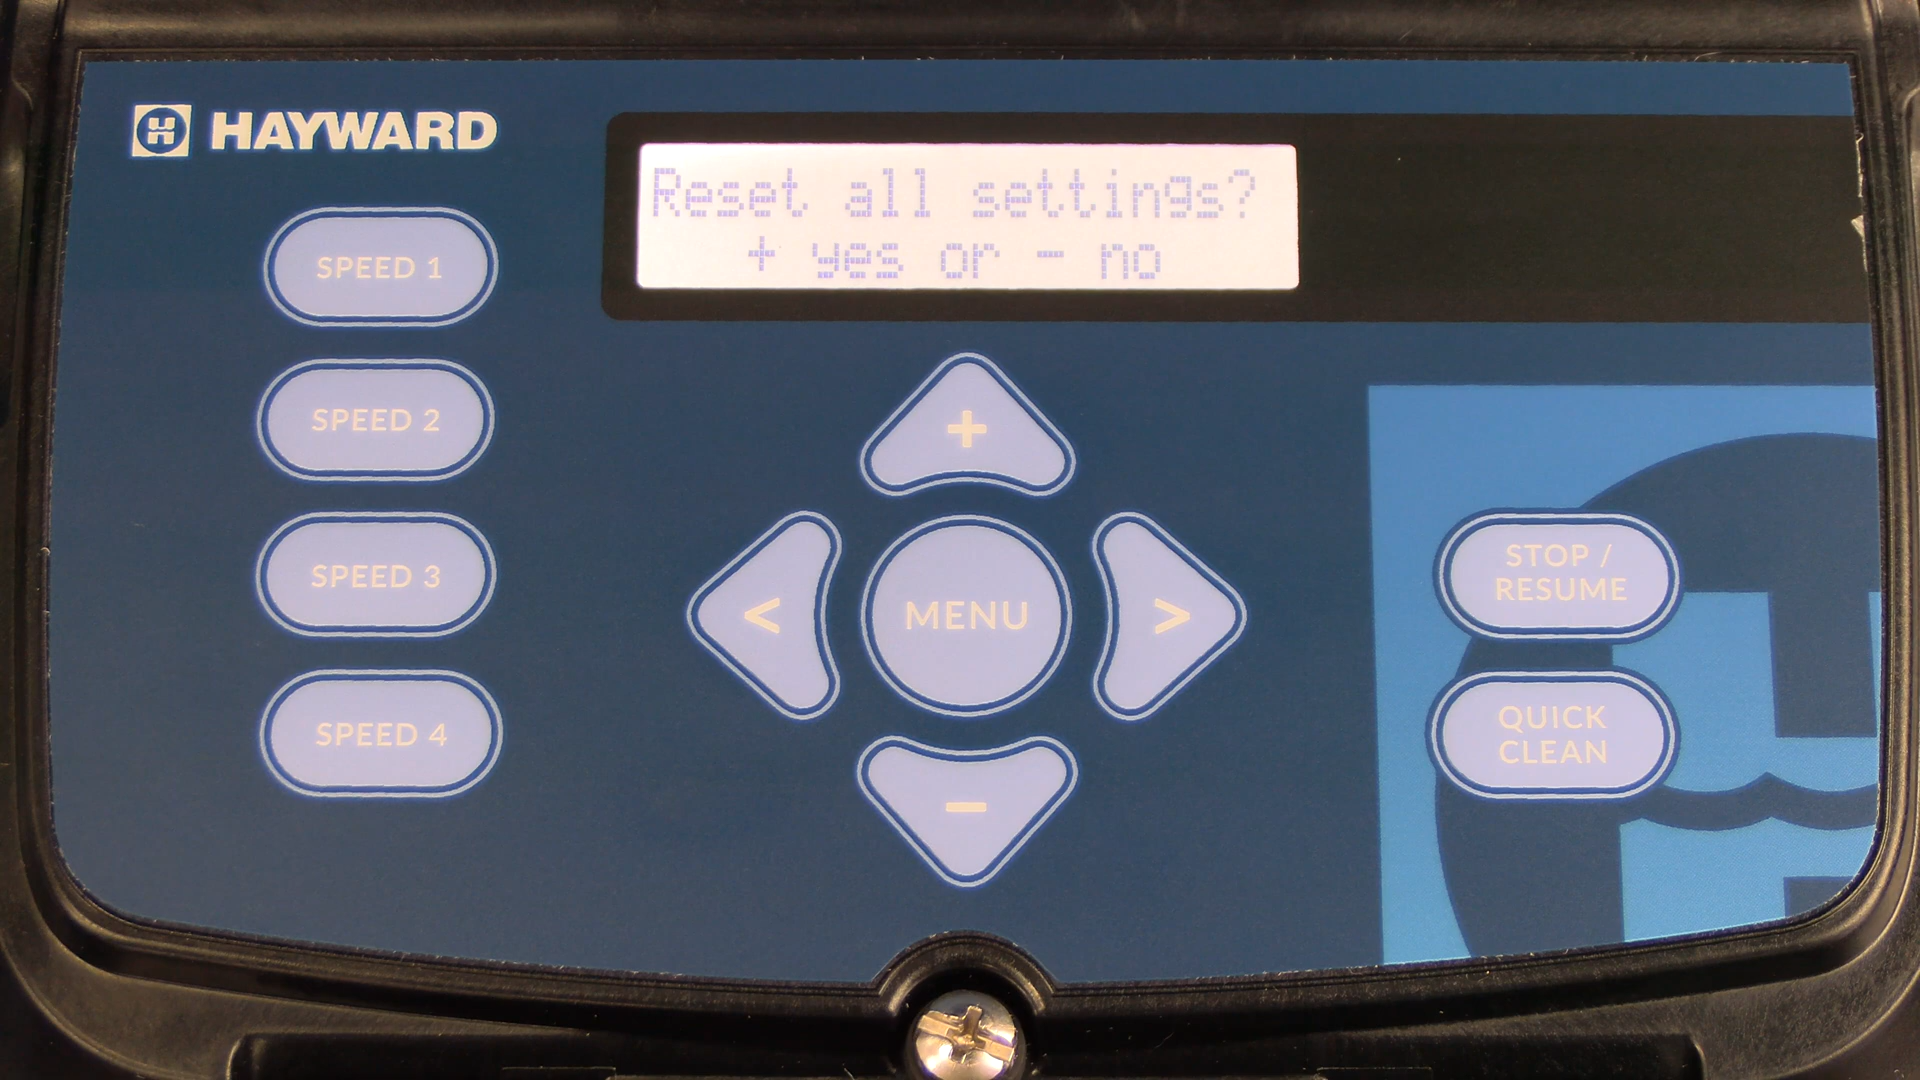 HAYWARD
Reset all settings?
+ yes or - no
SPEED 1
SPEED 2
SPEED 3
SPEED 4
+
<
MENU
>
-
STOP /
RESUME
QUICK
CLEAN